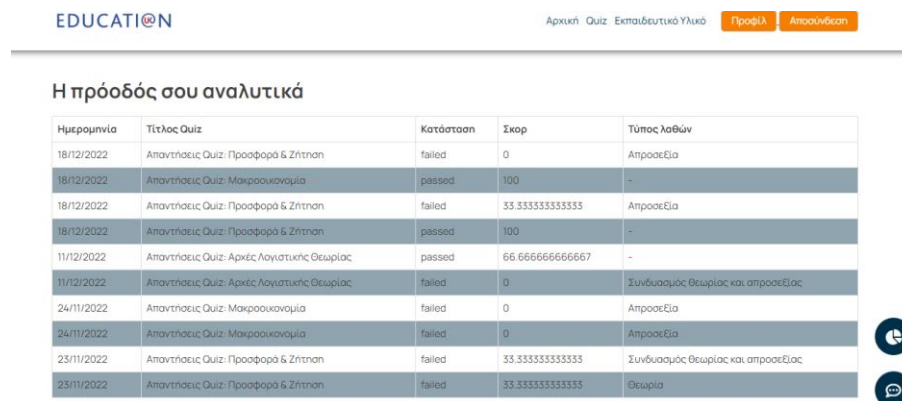 EDUCATI@N
Αρχική Quiz Εκπαιδευτικό Υλικό Προφίλ Αποσύνδεση
Η πρόοδός σου αναλυτικά
Ημερομηνία Τίτλος Quiz Κατάσταση Σκορ Τύπος λαθών
18/12/2022 Απαντήσεις Quiz: Προσφορά & Ζήτηση failed 0 Απροσεξία
18/12/2022 Απαντήσεις Quiz: Μακροοικονομία passed 100 -
18/12/2022 Απαντήσεις Quiz: Προσφορά & Ζήτηση failed 33.333333333333 Απροσεξία
18/12/2022 Απαντήσεις Quiz: Προσφορά & Ζήτηση passed 100 -
11/12/2022 Απαντήσεις Quiz: Αρχές Λογιστικής Θεωρίας passed 66.666666666667 -
11/12/2022 Απαντήσεις Quiz: Αρχές Λογιστικής Θεωρίας failed 0 Συνδυασμός Θεωρίας και απροσεξίας
24/11/2022 Απαντήσεις Quiz: Μακροοικονομία failed 0 Απροσεξία
24/11/2022 Απαντήσεις Quiz: Μακροοικονομία failed 0 Απροσεξία
23/11/2022 Απαντήσεις Quiz: Προσφορά & Ζήτηση failed 33.333333333333 Συνδυασμός Θεωρίας και απροσεξίας
23/11/2022 Απαντήσεις Quiz: Προσφορά & Ζήτηση failed 33.333333333333 Θεωρία